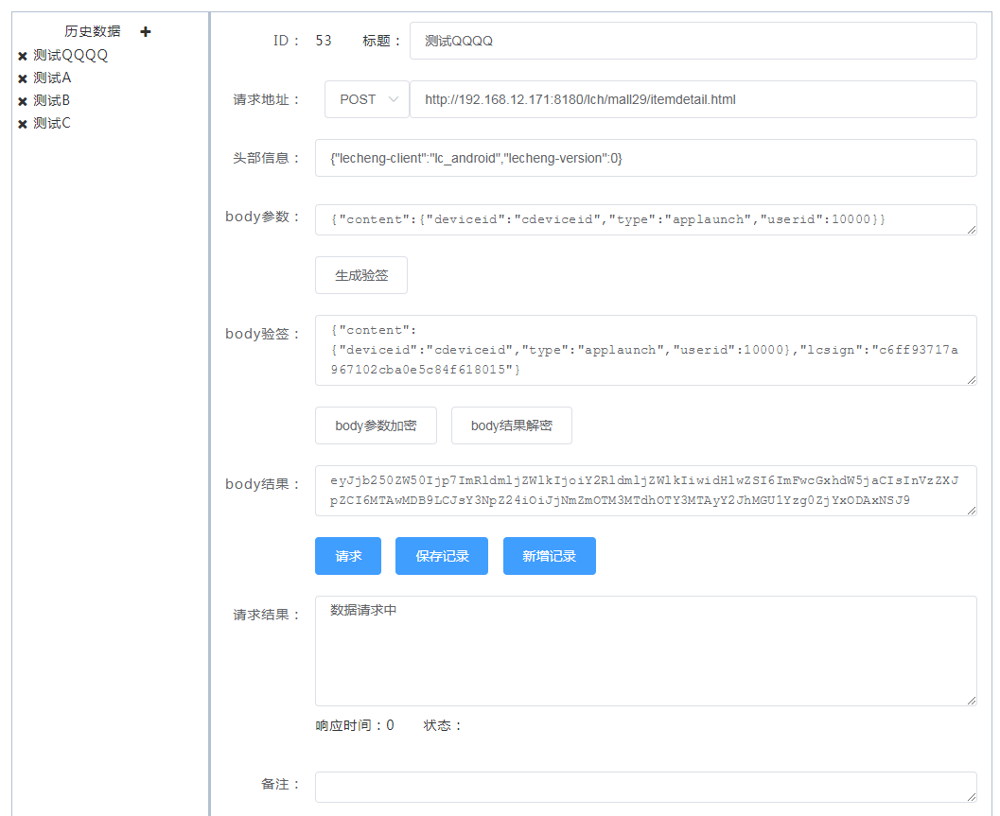 历史数据
测试QQQQ
测试A
测试B
测试C
ID： 53 标题： 测试QQQQ
请求地址： POST http://192.168.12.171:8180/lch/mall29/itemdetail.html
头部信息： {"lecheng-client":"lc_android","lecheng-version":0}
body参数： {"content":{"deviceid":"cdeviceid","type":"applaunch","userid":10000}}
生成验签
body验签： {"content":
{"deviceid":"cdeviceid","type":"applaunch","userid":10000},"lcsign":"c6ff93717a
967102cba0e5c84f618015"}
body参数加密 body结果解密
body结果： eyJjb250ZW50Ijp7ImRldmljZWlkIjoiY2RldmljZWlkIiwidHlwZSI6ImFwcGxhdW5jaCIsInVzZXJ
pZCI6MTAwMDB9LCJsY3NpZ24iOiJjNmZmOTM3MTdhOTY3MTAyY2JhMGU1Yzg0ZjYxODAxNSJ9
请求 保存记录 新增记录
请求结果： 数据请求中
响应时间：0 状态：
备注：